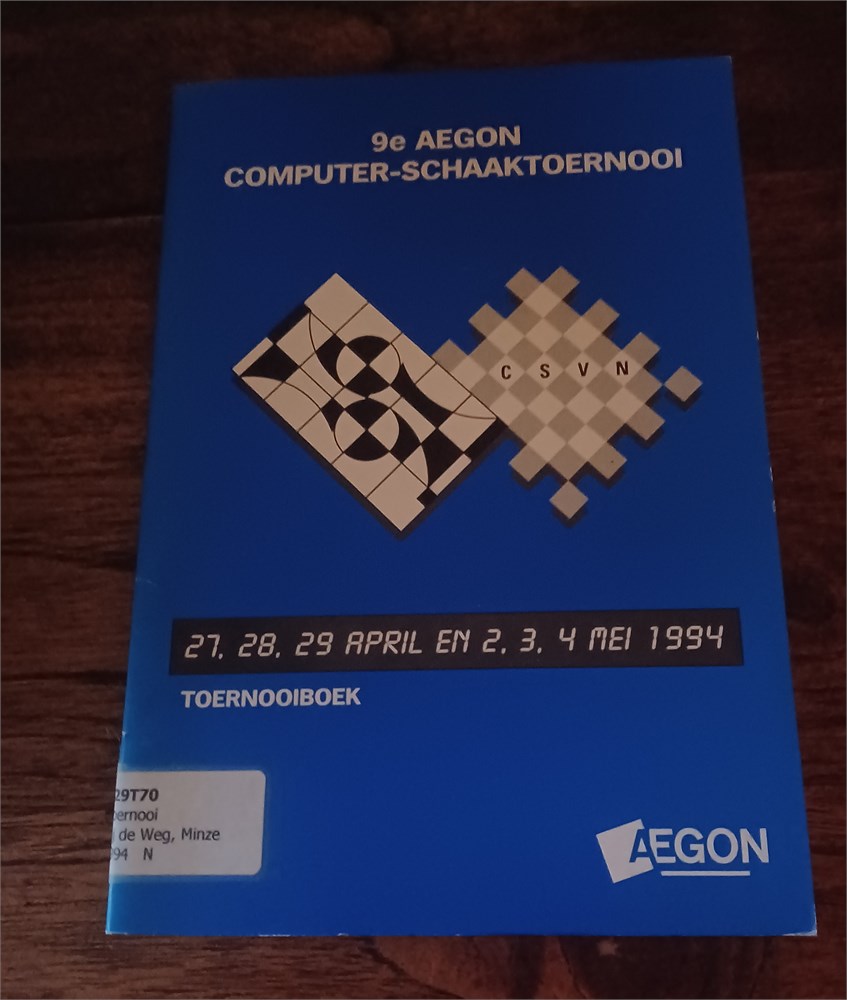 9e AEGON
COMPUTER-SCHAAKTOERNOOI
C S V N
27, 28, 29 APRIL EN 2, 3, 4 MEI 1994
TOERNOOIBOEK
29T70
oernooi
de Weg, Minze
94 N
AEGON